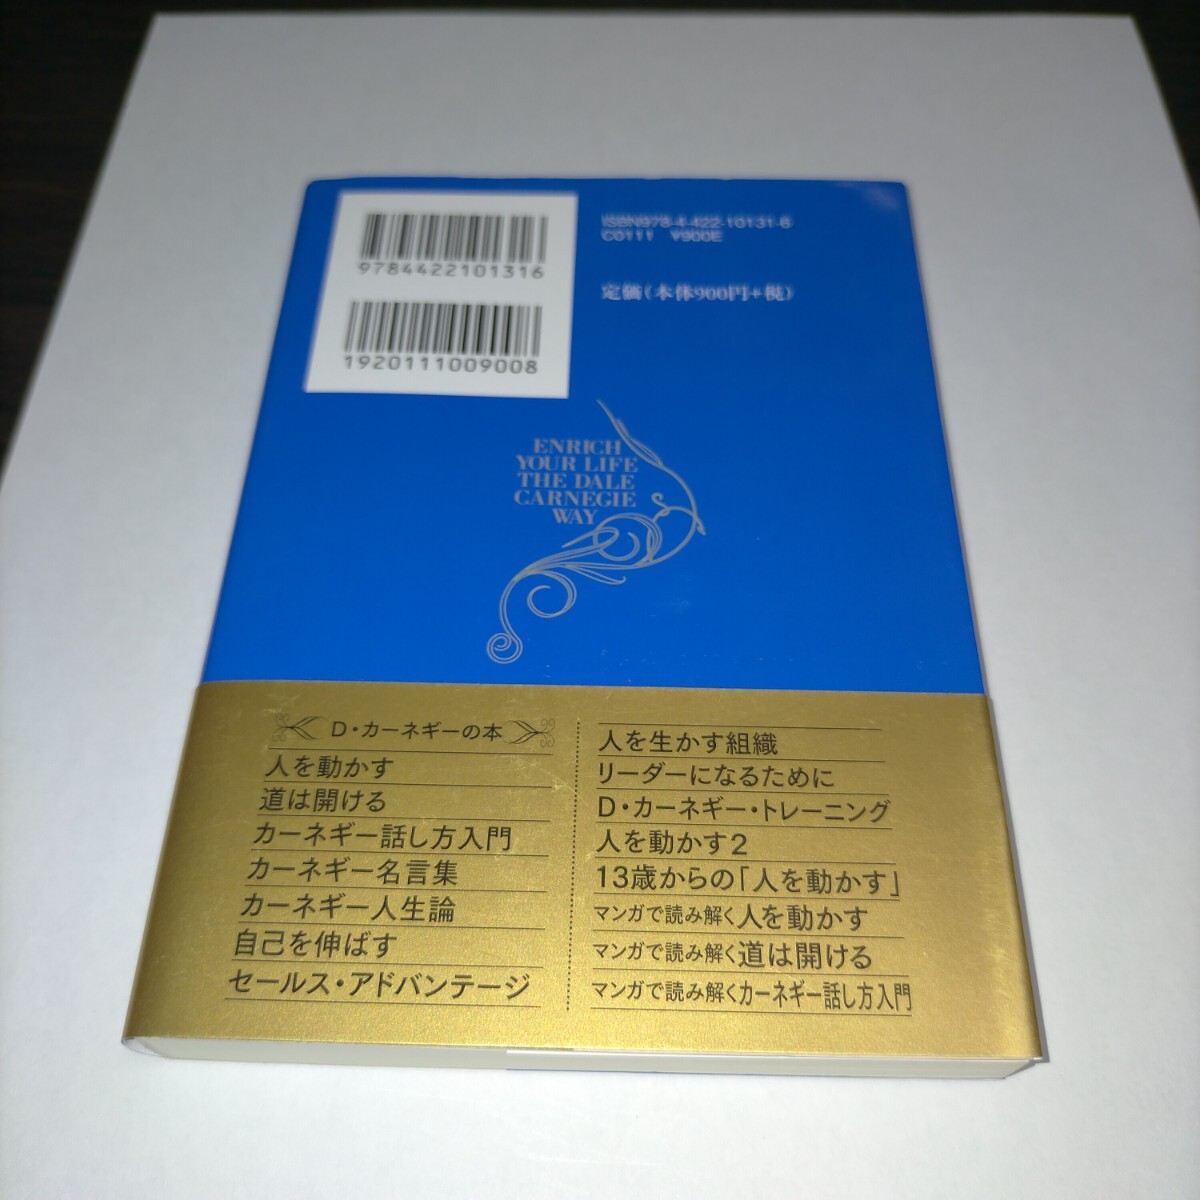 9784422101316
1920111009008
ISBN978-4-422-10131-6
C0111 ¥900E
定価(本体900円+税)
ENRICH
YOUR LIFE
THE DALE
CARNEGIE
WAY
D・カーネギーの本
人を動かす
道は開ける
カーネギー話し方入門
カーネギー名言集
カーネギー人生論
自己を伸ばす
セールス・アドバンテージ
人を生かす組織
リーダーになるために
D・カーネギー・トレーニング
人を動かす2
13歳からの「人を動かす」
マンガで読み解く人を動かす
マンガで読み解く道は開ける
マンガで読み解くカーネギー話し方入門